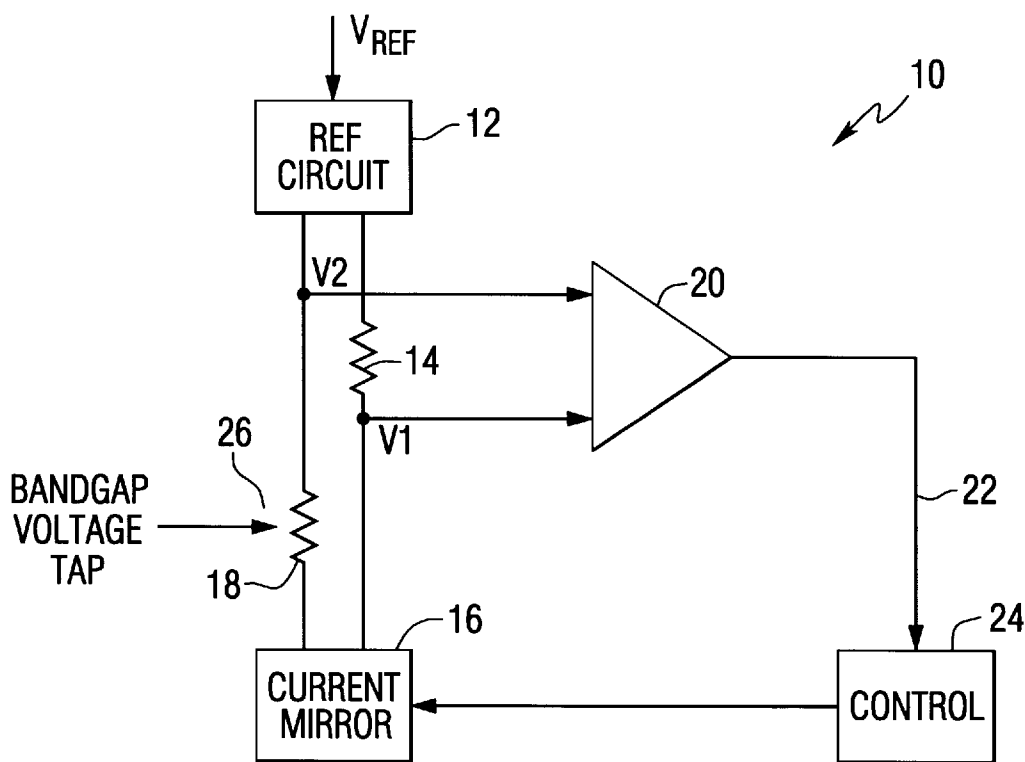 V_REF
10
REF
CIRCUIT
12
V2
20
14
V1
26
22
BANDGAP
VOLTAGE
TAP
18
16
24
CURRENT
MIRROR
CONTROL